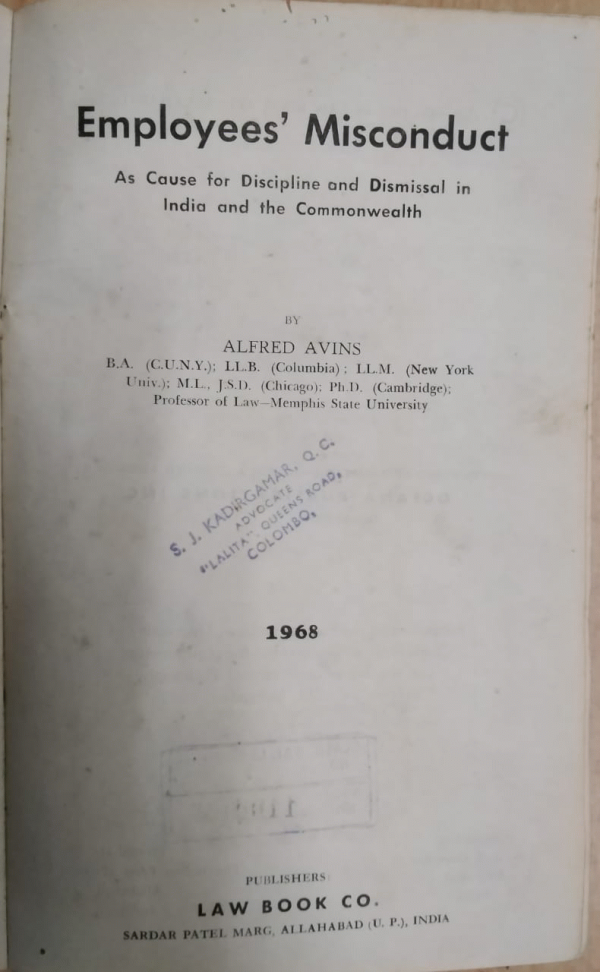 Employees' Misconduct
As Cause for Discipline and Dismissal in
India and the Commonwealth
BY
ALFRED AVINS
B.A. (C.U.N.Y.); LL.B. (Columbia); LL.M. (New York
Univ.); M.L., J.S.D. (Chicago); Ph.D. (Cambridge);
Professor of Law—Memphis State University
S. J. KADIRGAMAR, Q. C.
ADVOCATE
"LALITA" QUEENS ROAD,
COLOMBO.
1968
PUBLISHERS
LAW BOOK CO.
SARDAR PATEL MARG, ALLAHABAD (U. P.), INDIA